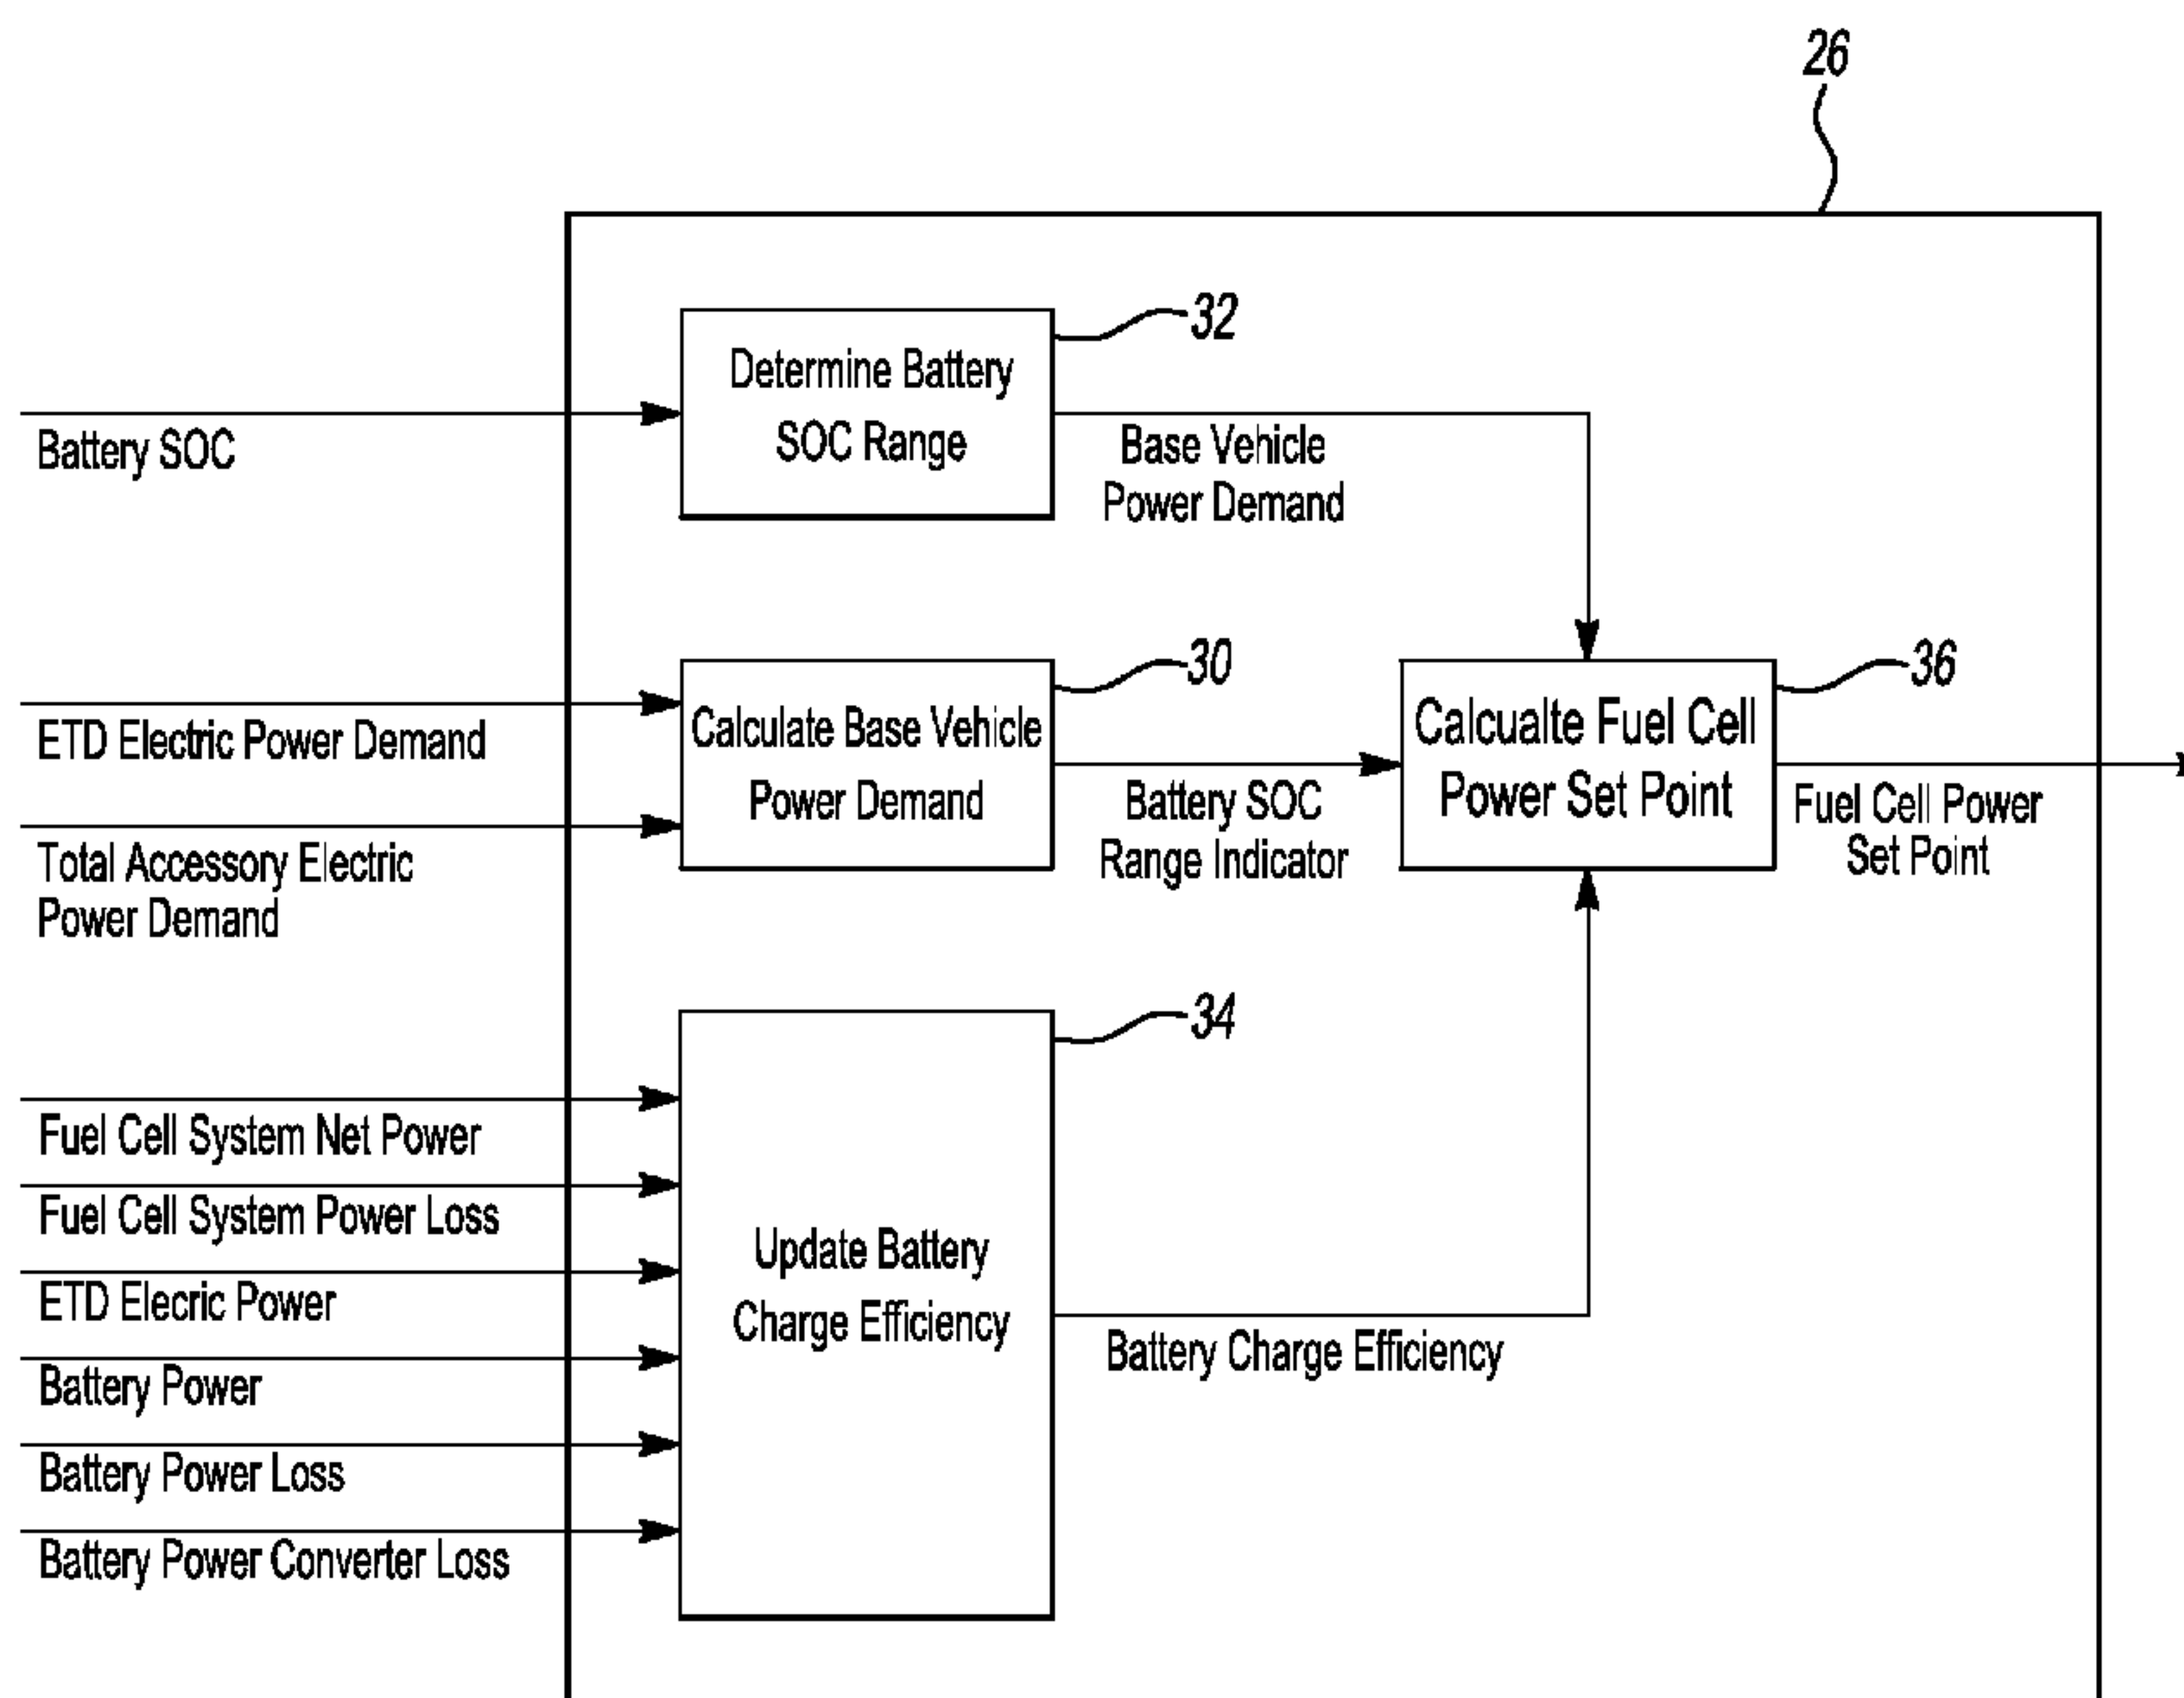 26
32
Determine Battery
SOC Range
Battery SOC
Base Vehicle
Power Demand
30
36
Calculate Base Vehicle
Power Demand
ETD Electric Power Demand
Total Accessory Electric
Power Demand
Battery SOC
Range Indicator
Calcualte Fuel Cell
Power Set Point
Fuel Cell Power
Set Point
34
Fuel Cell System Net Power
Fuel Cell System Power Loss
ETD Elecric Power
Battery Power
Battery Power Loss
Battery Power Converter Loss
Update Battery
Charge Efficiency
Battery Charge Efficiency